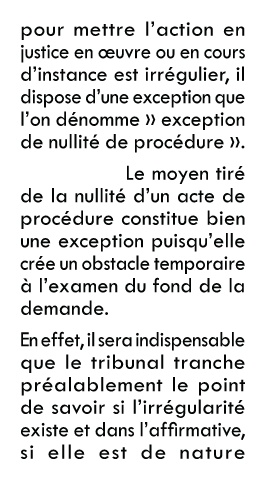 pour mettre l'action en
justice en œuvre ou en cours
d'instance est irrégulier, il
dispose d'une exception que
l'on dénomme » exception
de nullité de procédure ».
Le moyen tiré
de la nullité d'un acte de
procédure constitue bien
une exception puisqu'elle
crée un obstacle temporaire
à l'examen du fond de la
demande.
En effet, il sera indispensable
que le tribunal tranche
préalablement le point
de savoir si l'irrégularité
existe et dans l'affirmative,
si elle est de nature